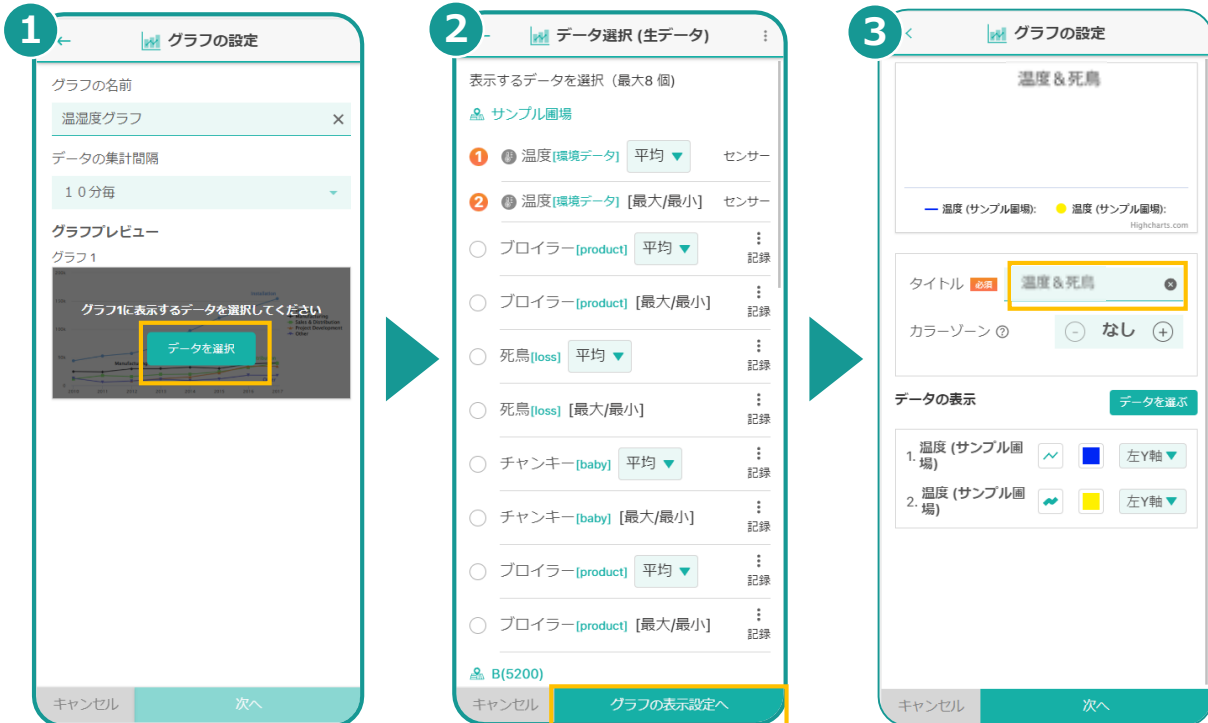 1
グラフの設定
グラフの名前
温湿度グラフ
データの集計間隔
１０分毎
グラフプレビュー
グラフ1
グラフ1に表示するデータを選択してください
データを選択
キャンセル 次へ
2
データ選択 (生データ)
表示するデータを選択（最大8 個)
サンプル圃場
1 温度[環境データ] 平均 ▼ センサー
2 温度[環境データ] [最大/最小] センサー
ブロイラー[product] 平均 ▼ 記録
ブロイラー[product] [最大/最小] 記録
死鳥[loss] 平均 ▼ 記録
死鳥[loss] [最大/最小] 記録
チャンキー[baby] 平均 ▼ 記録
チャンキー[baby] [最大/最小] 記録
ブロイラー[product] 平均 ▼ 記録
ブロイラー[product] [最大/最小] 記録
B(5200)
キャンセル グラフの表示設定へ
3
グラフの設定
温度＆死鳥
温度 (サンプル圃場): 温度 (サンプル圃場):
Highcharts.com
タイトル 必須 温度＆死鳥
カラーゾーン なし
データの表示 データを選ぶ
1. 温度 (サンプル圃
場) 左Y軸 ▼
2. 温度 (サンプル圃
場) 左Y軸 ▼
キャンセル 次へ